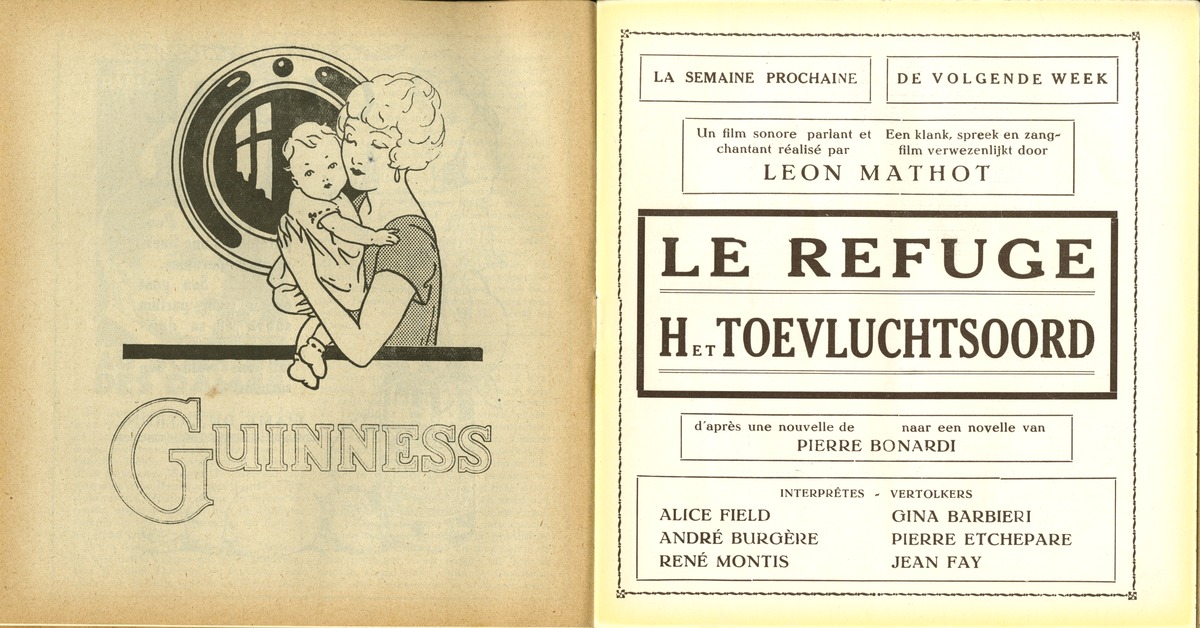 GUINNESS
LA SEMAINE PROCHAINE
DE VOLGENDE WEEK
Un film sonore parlant et
chantant réalisé par
Een klank, spreek en zang-
film verwezenlijkt door
LEON MATHOT
LE REFUGE
HET TOEVLUCHTSOORD
d'après une nouvelle de
naar een novelle van
PIERRE BONARDI
INTERPRÊTES - VERTOLKERS
ALICE FIELD
ANDRÉ BURGÈRE
RENÉ MONTIS
GINA BARBIERI
PIERRE ETCHEPARE
JEAN FAY